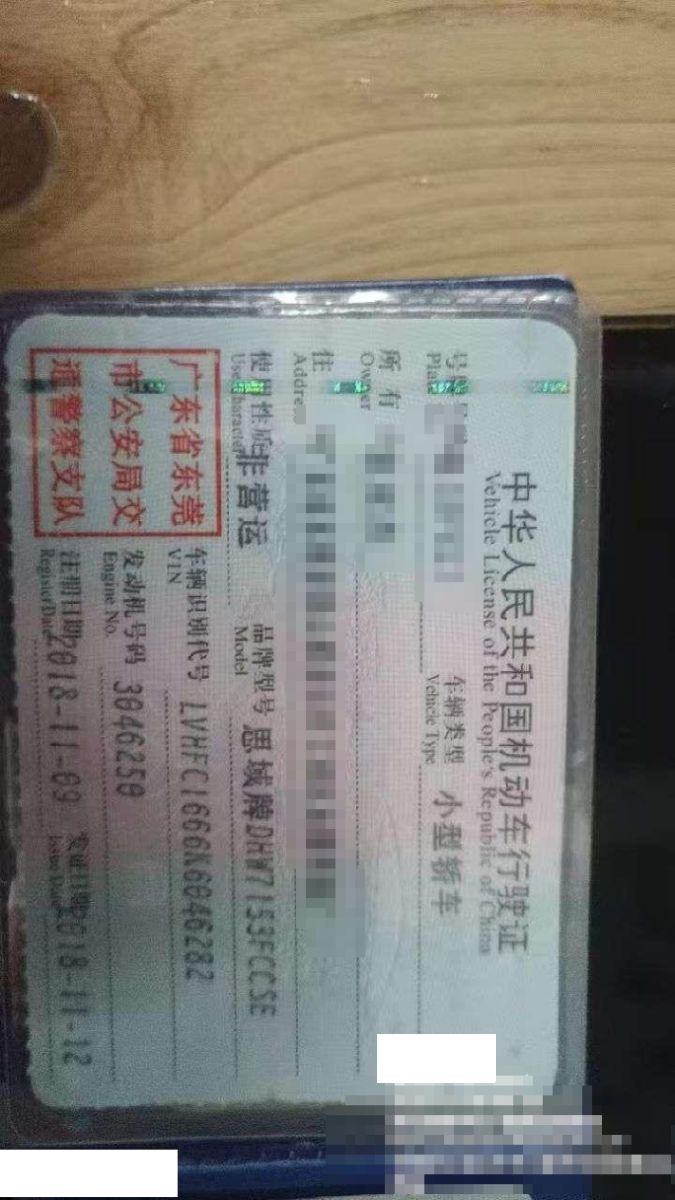 中华人民共和国机动车行驶证
Vehicle License of the People's Republic of China
号牌号码 车辆类型 小型轿车
Plate Vehicle Type
所有人
Owner
住址
Address
使用性质 非营运 品牌型号 思域牌DHW7153FCCSE
Use Character Model
广东省东莞
市公安局交
通警察支队
车辆识别代号 LVHFC1666K6046282
VIN
发动机号码 3046250
Engine No.
注册日期 2018-11-09 发证日期 2018-11-12
Register Date Issue Date